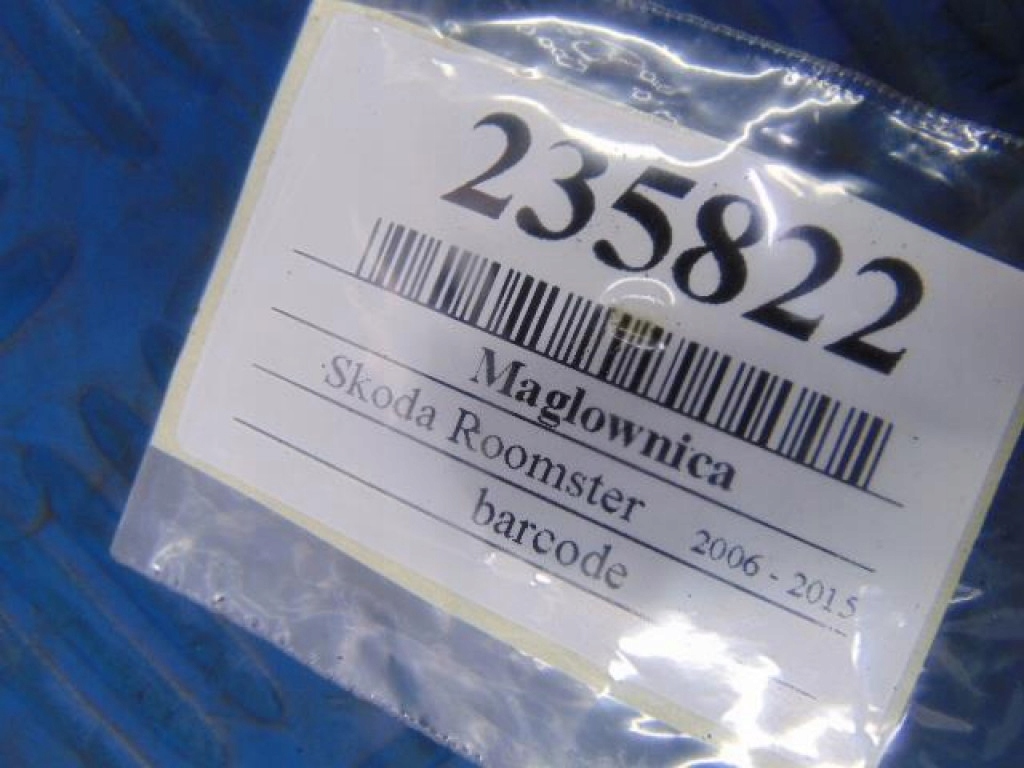 235822
Maglownica
Skoda Roomster 2006 - 2015
barcode